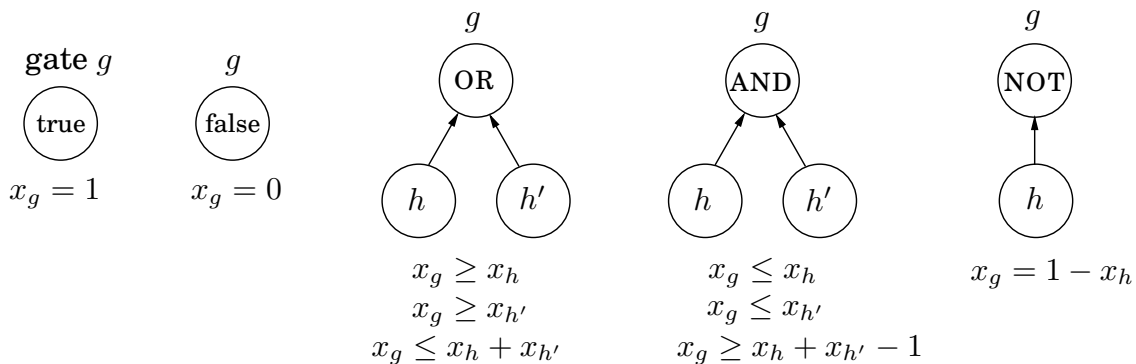 gate g
true
x_g = 1
g
false
x_g = 0
g
OR
h
h′
x_g ≥ x_h
x_g ≥ x_{h′}
x_g ≤ x_h + x_{h′}
g
AND
h
h′
x_g ≤ x_h
x_g ≤ x_{h′}
x_g ≥ x_h + x_{h′} − 1
g
NOT
h
x_g = 1 − x_h